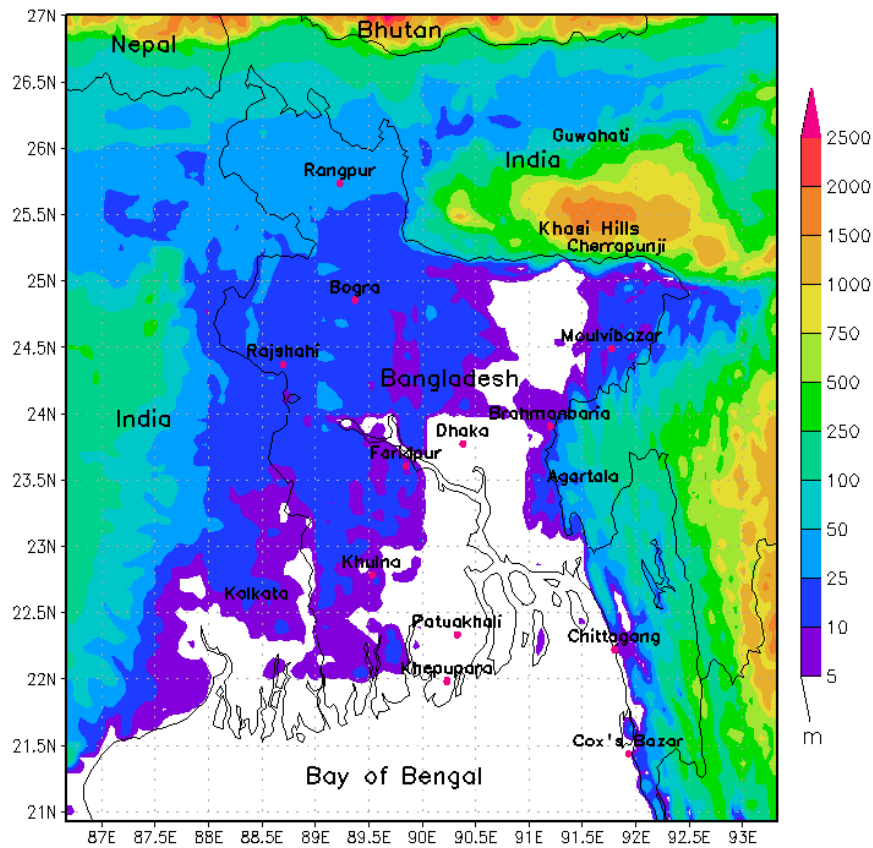 27N
Nepal
Bhutan
26.5N
26N
Guwahati
India
Rangpur
25.5N
Khasi Hills
Cherrapunji
25N
Bogra
24.5N
Moulvibazar
Rajshahi
Bangladesh
24N
India
Brahmanbaria
Dhaka
Faridpur
23.5N
Agartala
23N
Khulna
22.5N
Kolkata
Patuakhali
Chittagong
22N
Khepupara
21.5N
Cox's~Bazar
Bay of Bengal
21N
87E 87.5E 88E 88.5E 89E 89.5E 90E 90.5E 91E 91.5E 92E 92.5E 93E
2500
2000
1500
1000
750
500
250
100
50
25
10
5
m